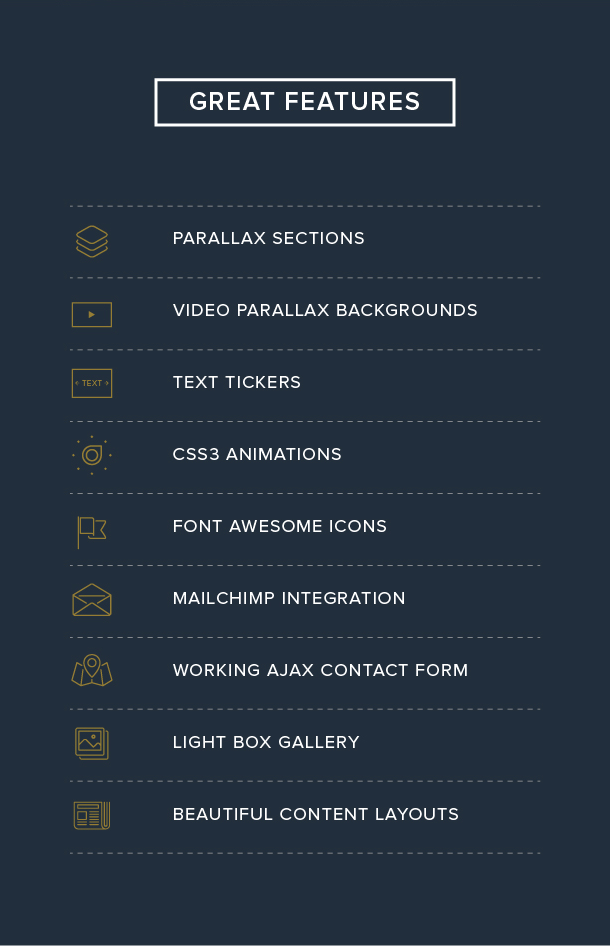 GREAT FEATURES
PARALLAX SECTIONS
VIDEO PARALLAX BACKGROUNDS
TEXT
TEXT TICKERS
CSS3 ANIMATIONS
FONT AWESOME ICONS
MAILCHIMP INTEGRATION
WORKING AJAX CONTACT FORM
LIGHT BOX GALLERY
BEAUTIFUL CONTENT LAYOUTS